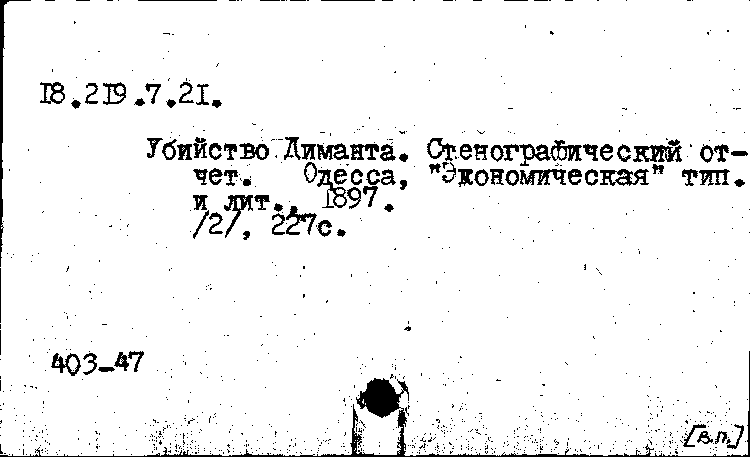 18.219.7.21.
Убийство Диманта. Стенографический от-
чет. Одесса, "Экономическая" тип.
и лит., 1897.
/2/, 227с.
403-47
[В.П.]